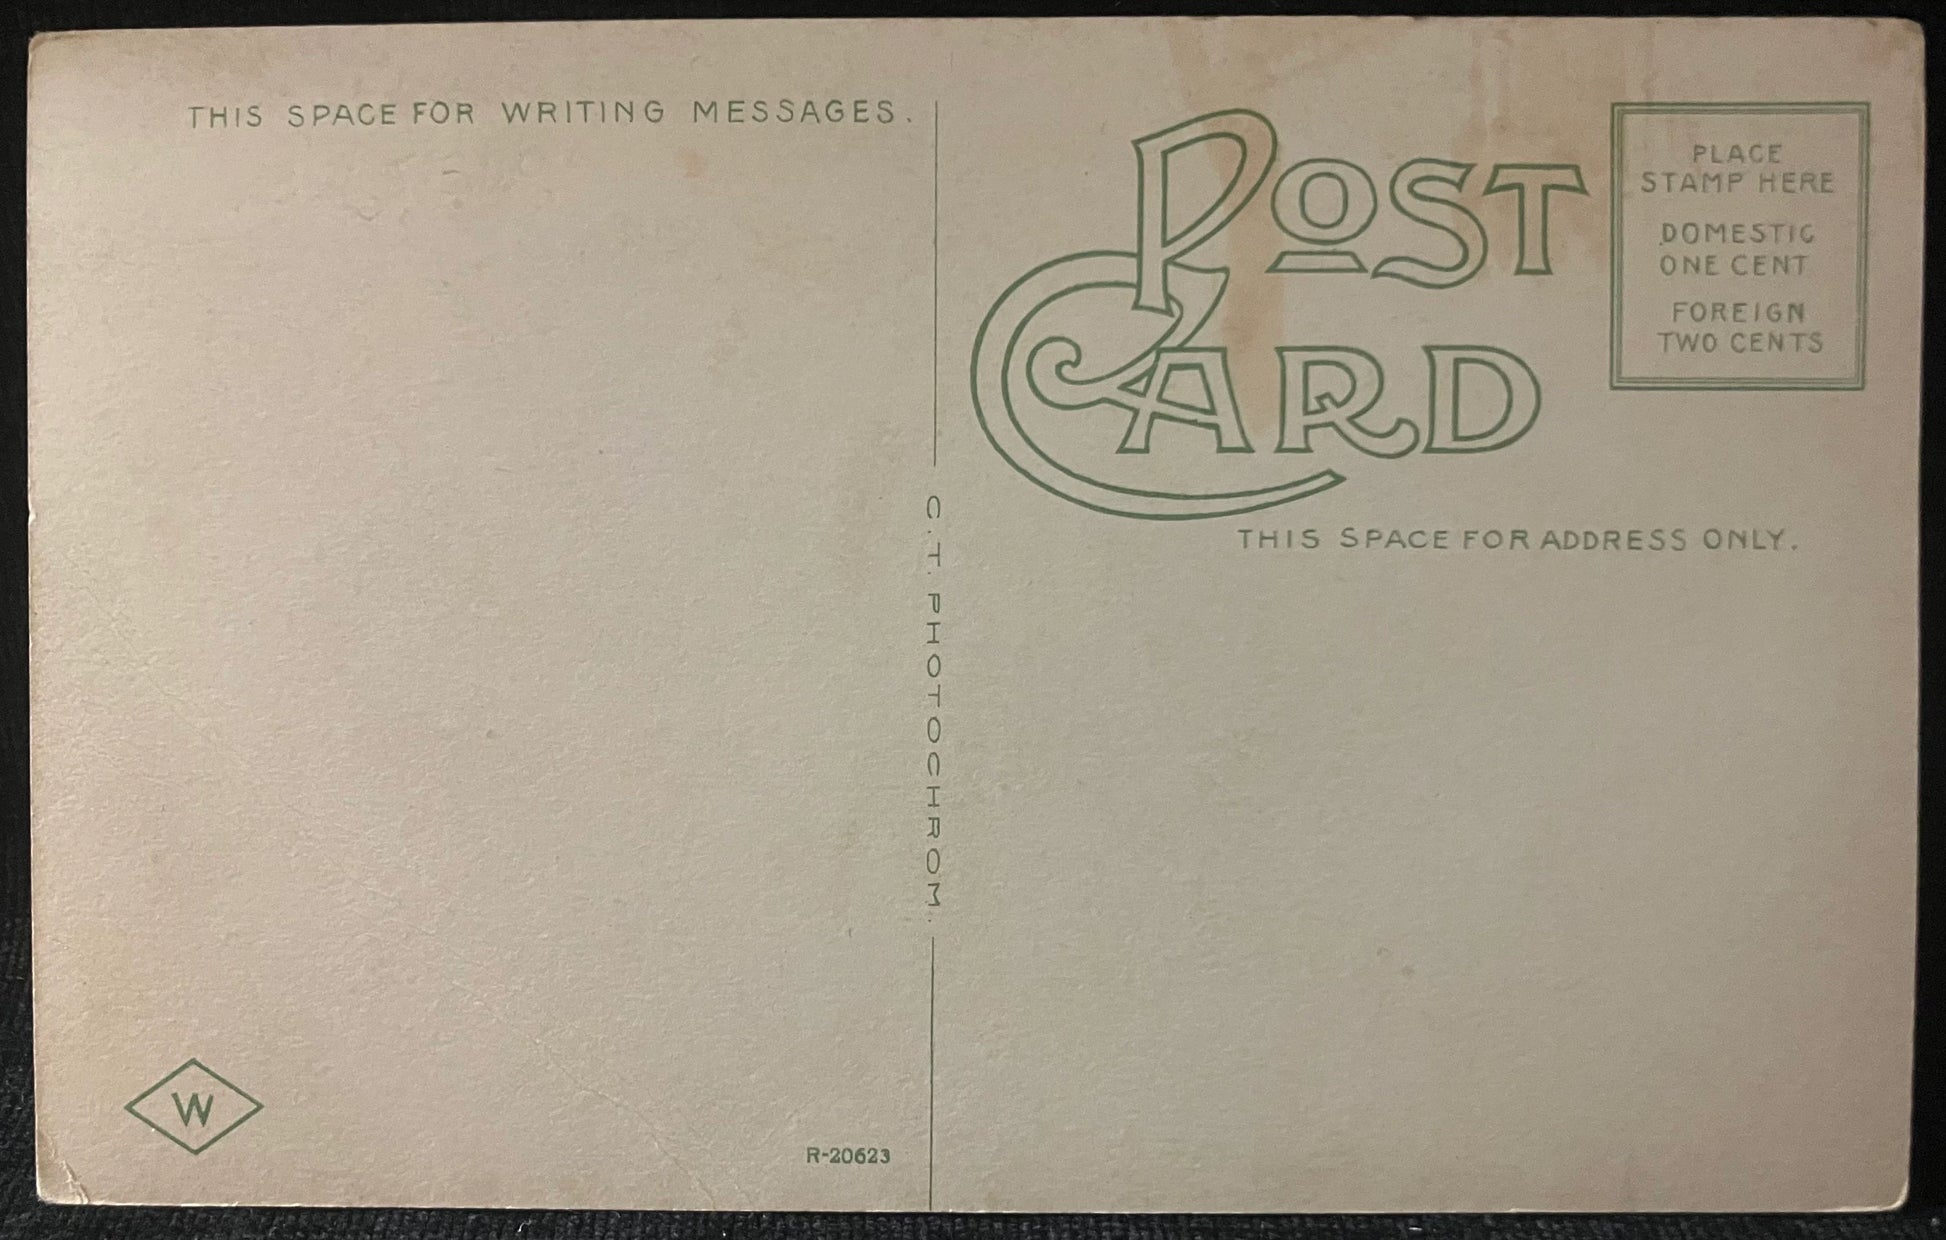 THIS SPACE FOR WRITING MESSAGES.
POST
CARD
PLACE
STAMP HERE
DOMESTIC
ONE CENT
FOREIGN
TWO CENTS
THIS SPACE FOR ADDRESS ONLY.
C.T. PHOTOCHROM.
W
R-20623